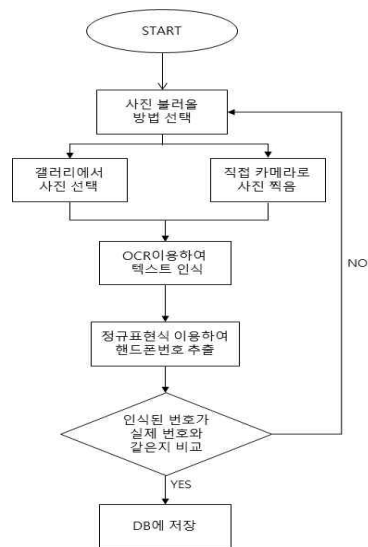 START
사진 불러올
방법 선택
갤러리에서
사진 선택
직접 카메라로
사진 찍음
OCR이용하여
텍스트 인식
NO
정규표현식 이용하여
핸드폰번호 추출
인식된 번호가
실제 번호와
같은지 비교
YES
DB에 저장